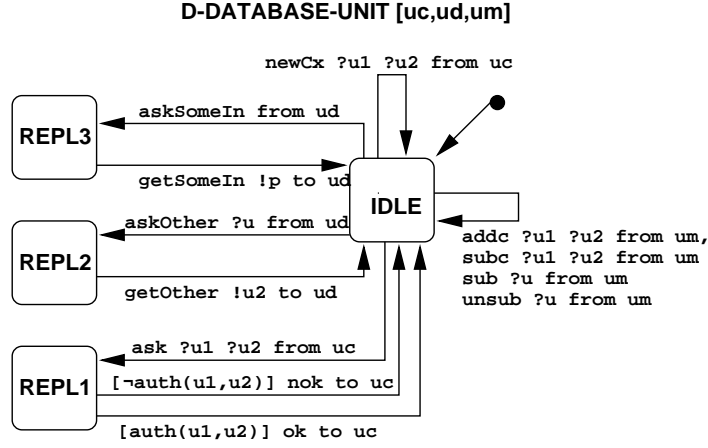 D-DATABASE-UNIT [uc,ud,um]
newCx ?u1 ?u2 from uc
askSomeIn from ud
REPL3
getSomeIn !p to ud
IDLE
askOther ?u from ud
REPL2
getOther !u2 to ud
addc ?u1 ?u2 from um,
subc ?u1 ?u2 from um
sub ?u from um
unsub ?u from um
ask ?u1 ?u2 from uc
REPL1
[¬auth(u1,u2)] nok to uc
[auth(u1,u2)] ok to uc